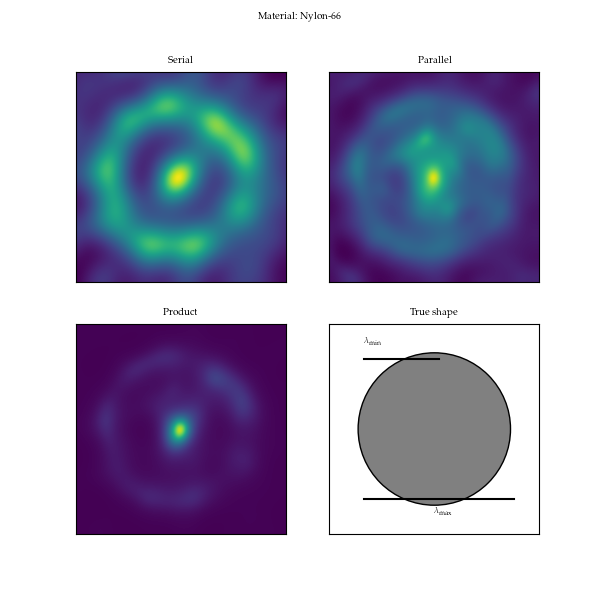 Material: Nylon-66
Serial
Parallel
Product
True shape
λmin
λmax